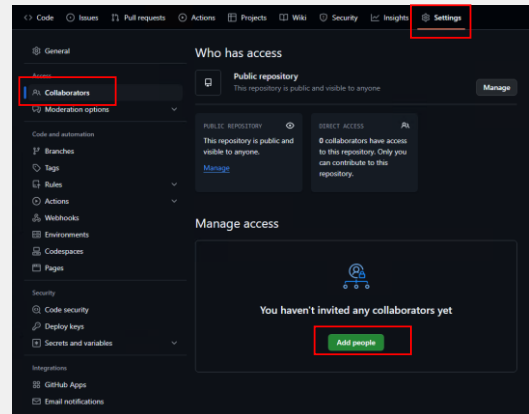 Code Issues Pull requests Actions Projects Wiki Security Insights Settings
General
Access
Collaborators
Moderation options
Code and automation
Branches
Tags
Rules
Actions
Webhooks
Environments
Codespaces
Pages
Security
Code security
Deploy keys
Secrets and variables
Integrations
GitHub Apps
Email notifications
Who has access
Public repository
This repository is public and visible to anyone
Manage
PUBLIC REPOSITORY
This repository is public and
visible to anyone.
Manage
DIRECT ACCESS
0 collaborators have access
to this repository. Only you
can contribute to this
repository.
Manage access
You haven't invited any collaborators yet
Add people